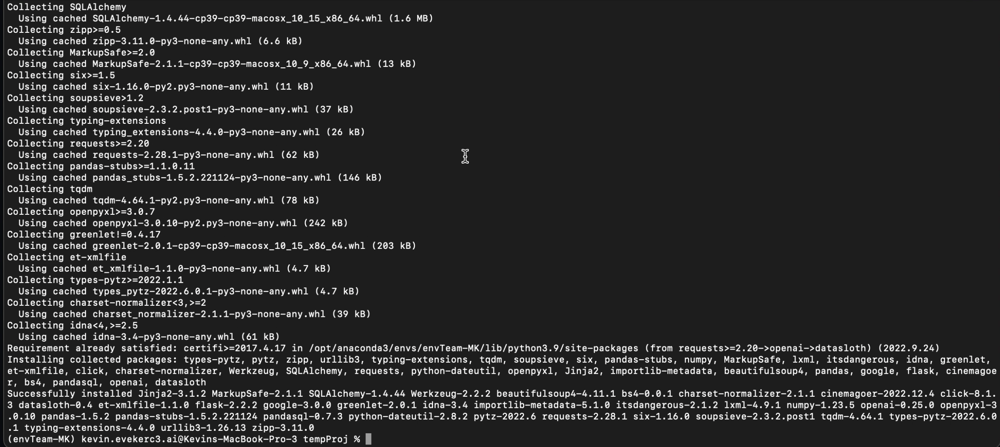 Collecting SQLAlchemy
  Using cached SQLAlchemy-1.4.44-cp39-cp39-macosx_10_15_x86_64.whl (1.6 MB)
Collecting zipp>=0.5
  Using cached zipp-3.11.0-py3-none-any.whl (6.6 kB)
Collecting MarkupSafe>=2.0
  Using cached MarkupSafe-2.1.1-cp39-cp39-macosx_10_9_x86_64.whl (13 kB)
Collecting six>=1.5
  Using cached six-1.16.0-py2.py3-none-any.whl (11 kB)
Collecting soupsieve>1.2
  Using cached soupsieve-2.3.2.post1-py3-none-any.whl (37 kB)
Collecting typing-extensions
  Using cached typing_extensions-4.4.0-py3-none-any.whl (26 kB)
Collecting requests>=2.20
  Using cached requests-2.28.1-py3-none-any.whl (62 kB)
Collecting pandas-stubs>=1.1.0.11
  Using cached pandas_stubs-1.5.2.221124-py3-none-any.whl (146 kB)
Collecting tqdm
  Using cached tqdm-4.64.1-py2.py3-none-any.whl (78 kB)
Collecting openpyxl>=3.0.7
  Using cached openpyxl-3.0.10-py2.py3-none-any.whl (242 kB)
Collecting greenlet!=0.4.17
  Using cached greenlet-2.0.1-cp39-cp39-macosx_10_15_x86_64.whl (203 kB)
Collecting et-xmlfile
  Using cached et_xmlfile-1.1.0-py3-none-any.whl (4.7 kB)
Collecting types-pytz>=2022.1.1
  Using cached types_pytz-2022.6.0.1-py3-none-any.whl (4.7 kB)
Collecting charset-normalizer<3,>=2
  Using cached charset_normalizer-2.1.1-py3-none-any.whl (39 kB)
Collecting idna<4,>=2.5
  Using cached idna-3.4-py3-none-any.whl (61 kB)
Requirement already satisfied: certifi>=2017.4.17 in /opt/anaconda3/envs/envTeam-MK/lib/python3.9/site-packages (from requests>=2.20->openai->datasloth) (2022.9.24)
Installing collected packages: types-pytz, pytz, zipp, urllib3, typing-extensions, tqdm, soupsieve, six, pandas-stubs, numpy, MarkupSafe, lxml, itsdangerous, idna, greenlet,
et-xmlfile, click, charset-normalizer, Werkzeug, SQLAlchemy, requests, python-dateutil, openpyxl, Jinja2, importlib-metadata, beautifulsoup4, pandas, google, flask, cinemagoe
r, bs4, pandasql, openai, datasloth
Successfully installed Jinja2-3.1.2 MarkupSafe-2.1.1 SQLAlchemy-1.4.44 Werkzeug-2.2.2 beautifulsoup4-4.11.1 bs4-0.0.1 charset-normalizer-2.1.1 cinemagoer-2022.12.4 click-8.1.
3 datasloth-0.4 et-xmlfile-1.1.0 flask-2.2.2 google-3.0.0 greenlet-2.0.1 idna-3.4 importlib-metadata-5.1.0 itsdangerous-2.1.2 lxml-4.9.1 numpy-1.23.5 openai-0.25.0 openpyxl-3
.0.10 pandas-1.5.2 pandas-stubs-1.5.2.221124 pandasql-0.7.3 python-dateutil-2.8.2 pytz-2022.6 requests-2.28.1 six-1.16.0 soupsieve-2.3.2.post1 tqdm-4.64.1 types-pytz-2022.6.0
.1 typing-extensions-4.4.0 urllib3-1.26.13 zipp-3.11.0
(envTeam-MK) kevin.evekerc3.ai@Kevins-MacBook-Pro-3 tempProj %